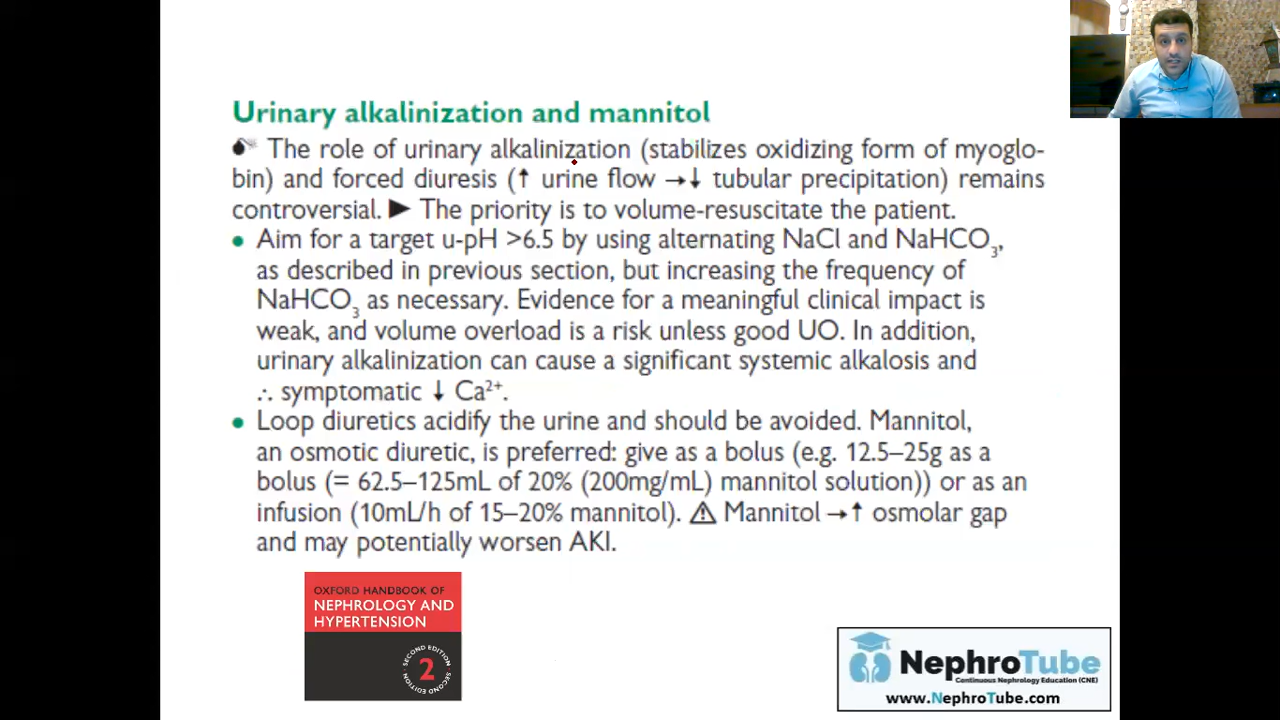 Urinary alkalinization and mannitol
The role of urinary alkalinization (stabilizes oxidizing form of myoglo-
bin) and forced diuresis (↑ urine flow →↓ tubular precipitation) remains
controversial. ▶ The priority is to volume-resuscitate the patient.
• Aim for a target u-pH >6.5 by using alternating NaCl and NaHCO₃,
as described in previous section, but increasing the frequency of
NaHCO₃ as necessary. Evidence for a meaningful clinical impact is
weak, and volume overload is a risk unless good UO. In addition,
urinary alkalinization can cause a significant systemic alkalosis and
∴ symptomatic ↓ Ca²⁺.
• Loop diuretics acidify the urine and should be avoided. Mannitol,
an osmotic diuretic, is preferred: give as a bolus (e.g. 12.5–25g as a
bolus (= 62.5–125mL of 20% (200mg/mL) mannitol solution)) or as an
infusion (10mL/h of 15–20% mannitol). ⚠ Mannitol →↑ osmolar gap
and may potentially worsen AKI.
OXFORD HANDBOOK OF
NEPHROLOGY AND
HYPERTENSION
SECOND EDITION · SECOND EDITION
2
NephroTube
Continuous Nephrology Education (CNE)
www.NephroTube.com